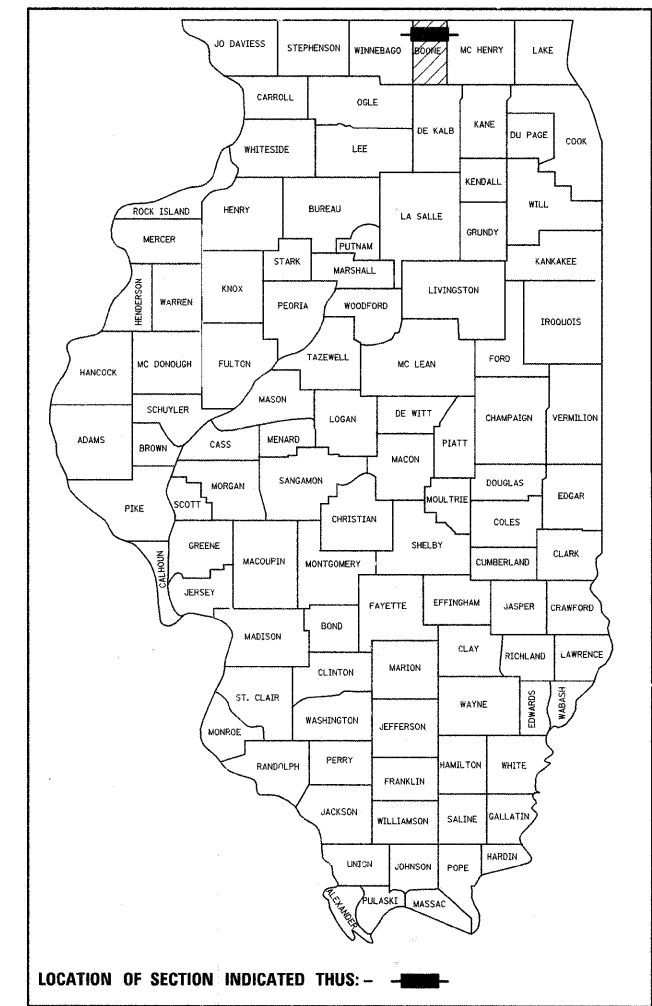 JO DAVIESS
STEPHENSON
WINNEBAGO
BOONE
MC HENRY
LAKE
CARROLL
OGLE
DE KALB
KANE
DU PAGE
COOK
WHITESIDE
LEE
KENDALL
WILL
ROCK ISLAND
HENRY
BUREAU
LA SALLE
GRUNDY
MERCER
PUTNAM
KANKAKEE
STARK
MARSHALL
HENDERSON
WARREN
KNOX
PEORIA
WOODFORD
LIVINGSTON
IROQUOIS
HANCOCK
MC DONOUGH
FULTON
TAZEWELL
MC LEAN
FORD
MASON
SCHUYLER
LOGAN
DE WITT
CHAMPAIGN
VERMILION
ADAMS
BROWN
CASS
MENARD
MACON
PIATT
MORGAN
SANGAMON
DOUGLAS
EDGAR
PIKE
SCOTT
CHRISTIAN
MOULTRIE
COLES
GREENE
MACOUPIN
MONTGOMERY
SHELBY
CUMBERLAND
CLARK
CALHOUN
JERSEY
FAYETTE
EFFINGHAM
JASPER
CRAWFORD
MADISON
BOND
CLAY
RICHLAND
LAWRENCE
CLINTON
MARION
ST. CLAIR
WAYNE
EDWARDS
WABASH
WASHINGTON
JEFFERSON
MONROE
RANDOLPH
PERRY
HAMILTON
WHITE
FRANKLIN
JACKSON
WILLIAMSON
SALINE
GALLATIN
UNION
JOHNSON
POPE
HARDIN
ALEXANDER
PULASKI
MASSAC
LOCATION OF SECTION INDICATED THUS: -